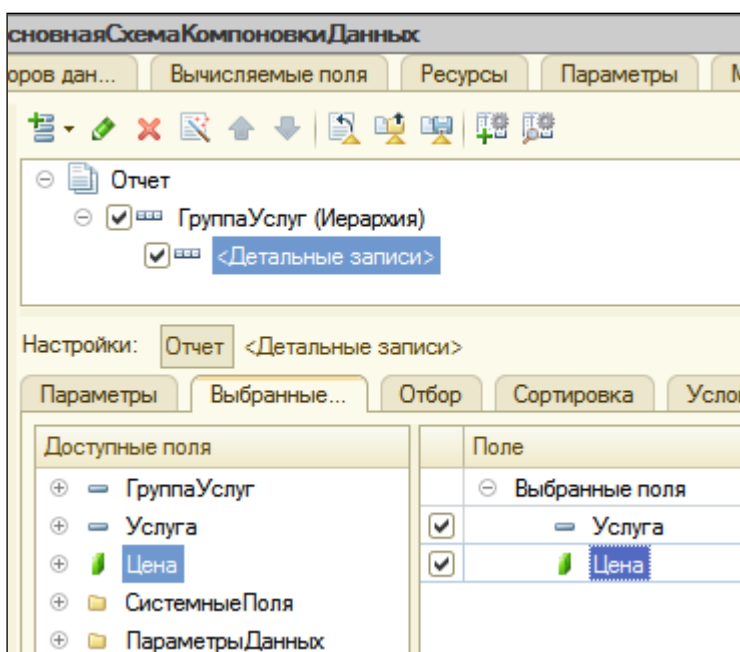 сновнаяСхемаКомпоновкиДанных
оров дан... Вычисляемые поля Ресурсы Параметры
Отчет
ГруппаУслуг (Иерархия)
<Детальные записи>
Настройки: Отчет <Детальные записи>
Параметры Выбранные... Отбор Сортировка Усло
Доступные поля Поле
ГруппаУслуг Выбранные поля
Услуга Услуга
Цена Цена
СистемныеПоля
ПараметрыДанных